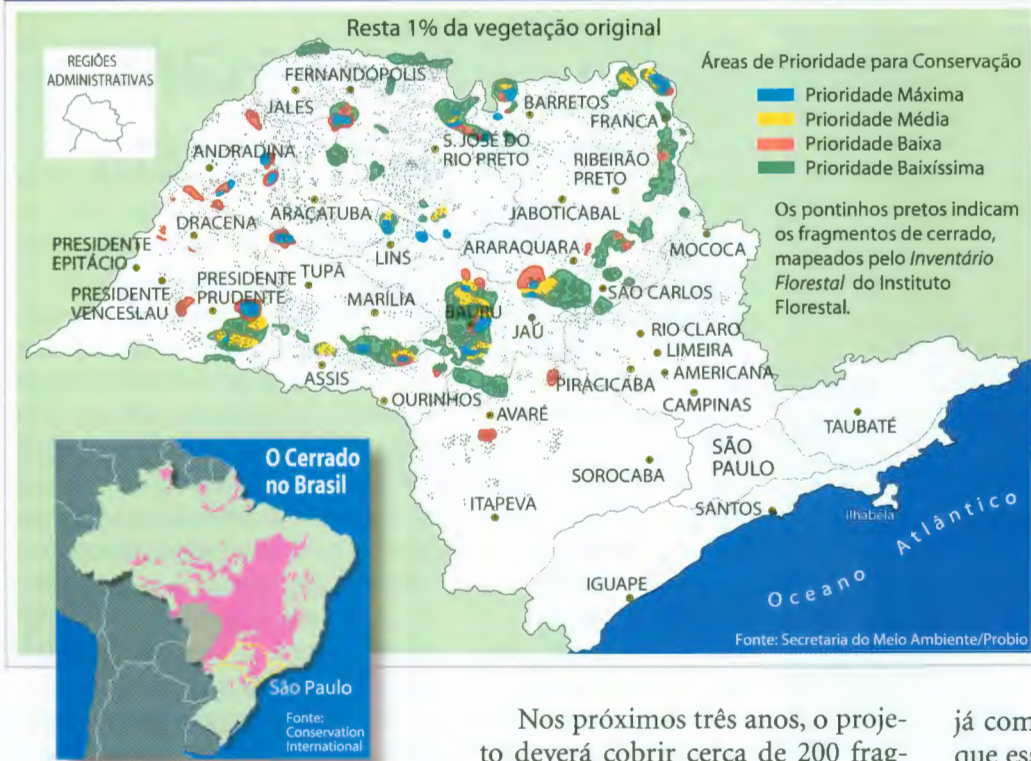 Resta 1% da vegetação original
REGIÕES
ADMINISTRATIVAS
Áreas de Prioridade para Conservação
Prioridade Máxima
Prioridade Média
Prioridade Baixa
Prioridade Baixíssima
Os pontinhos pretos indicam
os fragmentos de cerrado,
mapeados pelo Inventário
Florestal do Instituto
Florestal.
FERNANDÓPOLIS
JALES
BARRETOS
FRANCA
S. JOSÉ DO
RIO PRETO
ANDRADINA
RIBEIRÃO
PRETO
DRACENA
ARAÇATUBA
JABOTICABAL
PRESIDENTE
EPITÁCIO
LINS
ARARAQUARA
MOCOCA
PRESIDENTE
VENCESLAU
PRESIDENTE
PRUDENTE
TUPÃ
MARÍLIA
BAURU
JAÚ
SÃO CARLOS
RIO CLARO
LIMEIRA
ASSIS
PIRACICABA
AMERICANA
OURINHOS
AVARÉ
CAMPINAS
TAUBATÉ
SÃO
PAULO
SOROCABA
ITAPEVA
SANTOS
ilhabela
IGUAPE
Oceano Atlântico
Fonte: Secretaria do Meio Ambiente/Probio
O Cerrado
no Brasil
São Paulo
Fonte:
Conservation
International
Nos próximos três anos, o proje-
to deverá cobrir cerca de 200 frag-
já com